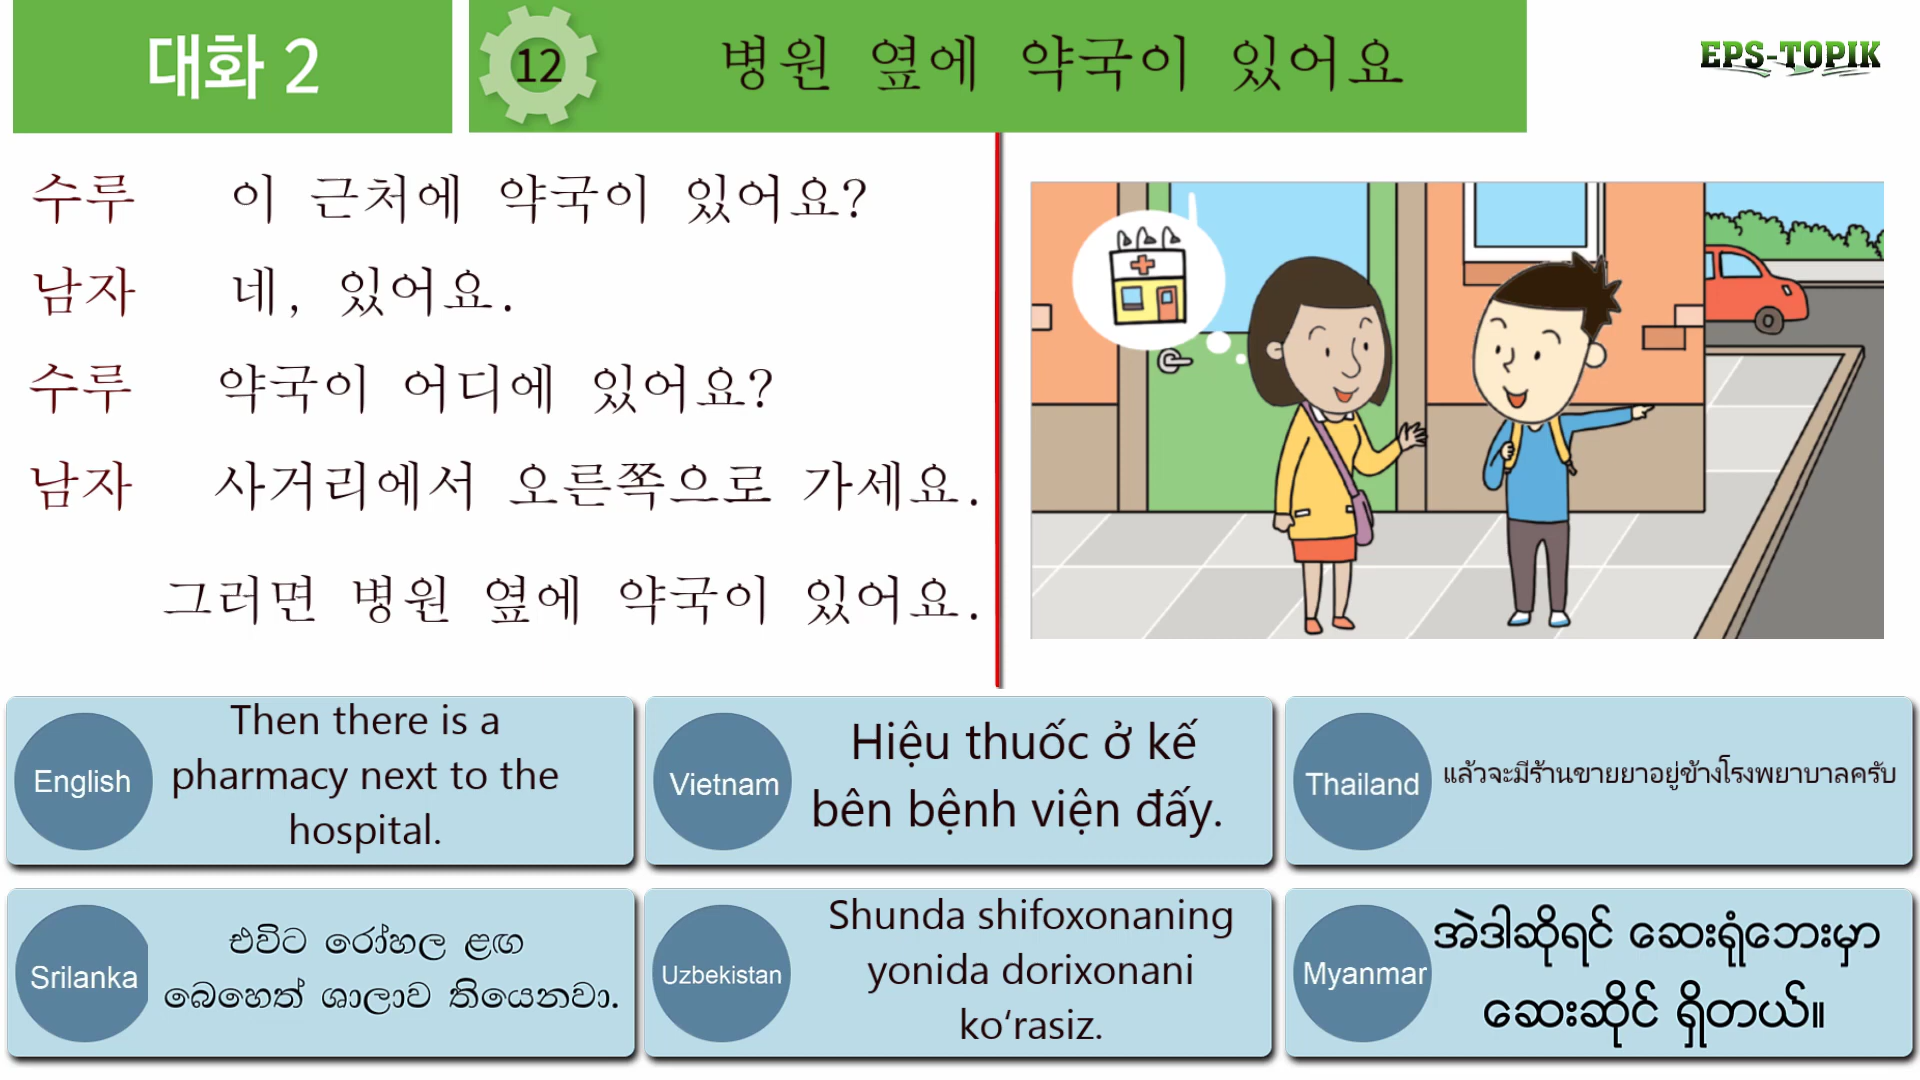 대화 2
12
병원 옆에 약국이 있어요
EPS-TOPIK
수루 이 근처에 약국이 있어요?
남자 네, 있어요.
수루 약국이 어디에 있어요?
남자 사거리에서 오른쪽으로 가세요.
그러면 병원 옆에 약국이 있어요.
English
Then there is a
pharmacy next to the
hospital.
Vietnam
Hiệu thuốc ở kế
bên bệnh viện đấy.
Thailand
แล้วจะมีร้านขายยาอยู่ข้างโรงพยาบาลครับ
Srilanka
එවිට රෝහල ළඟ
බෙහෙත් ශාලාව තියෙනවා.
Uzbekistan
Shunda shifoxonaning
yonida dorixonani
ko‘rasiz.
Myanmar
အဲဒါဆိုရင် ဆေးရုံဘေးမှာ
ဆေးဆိုင် ရှိတယ်။